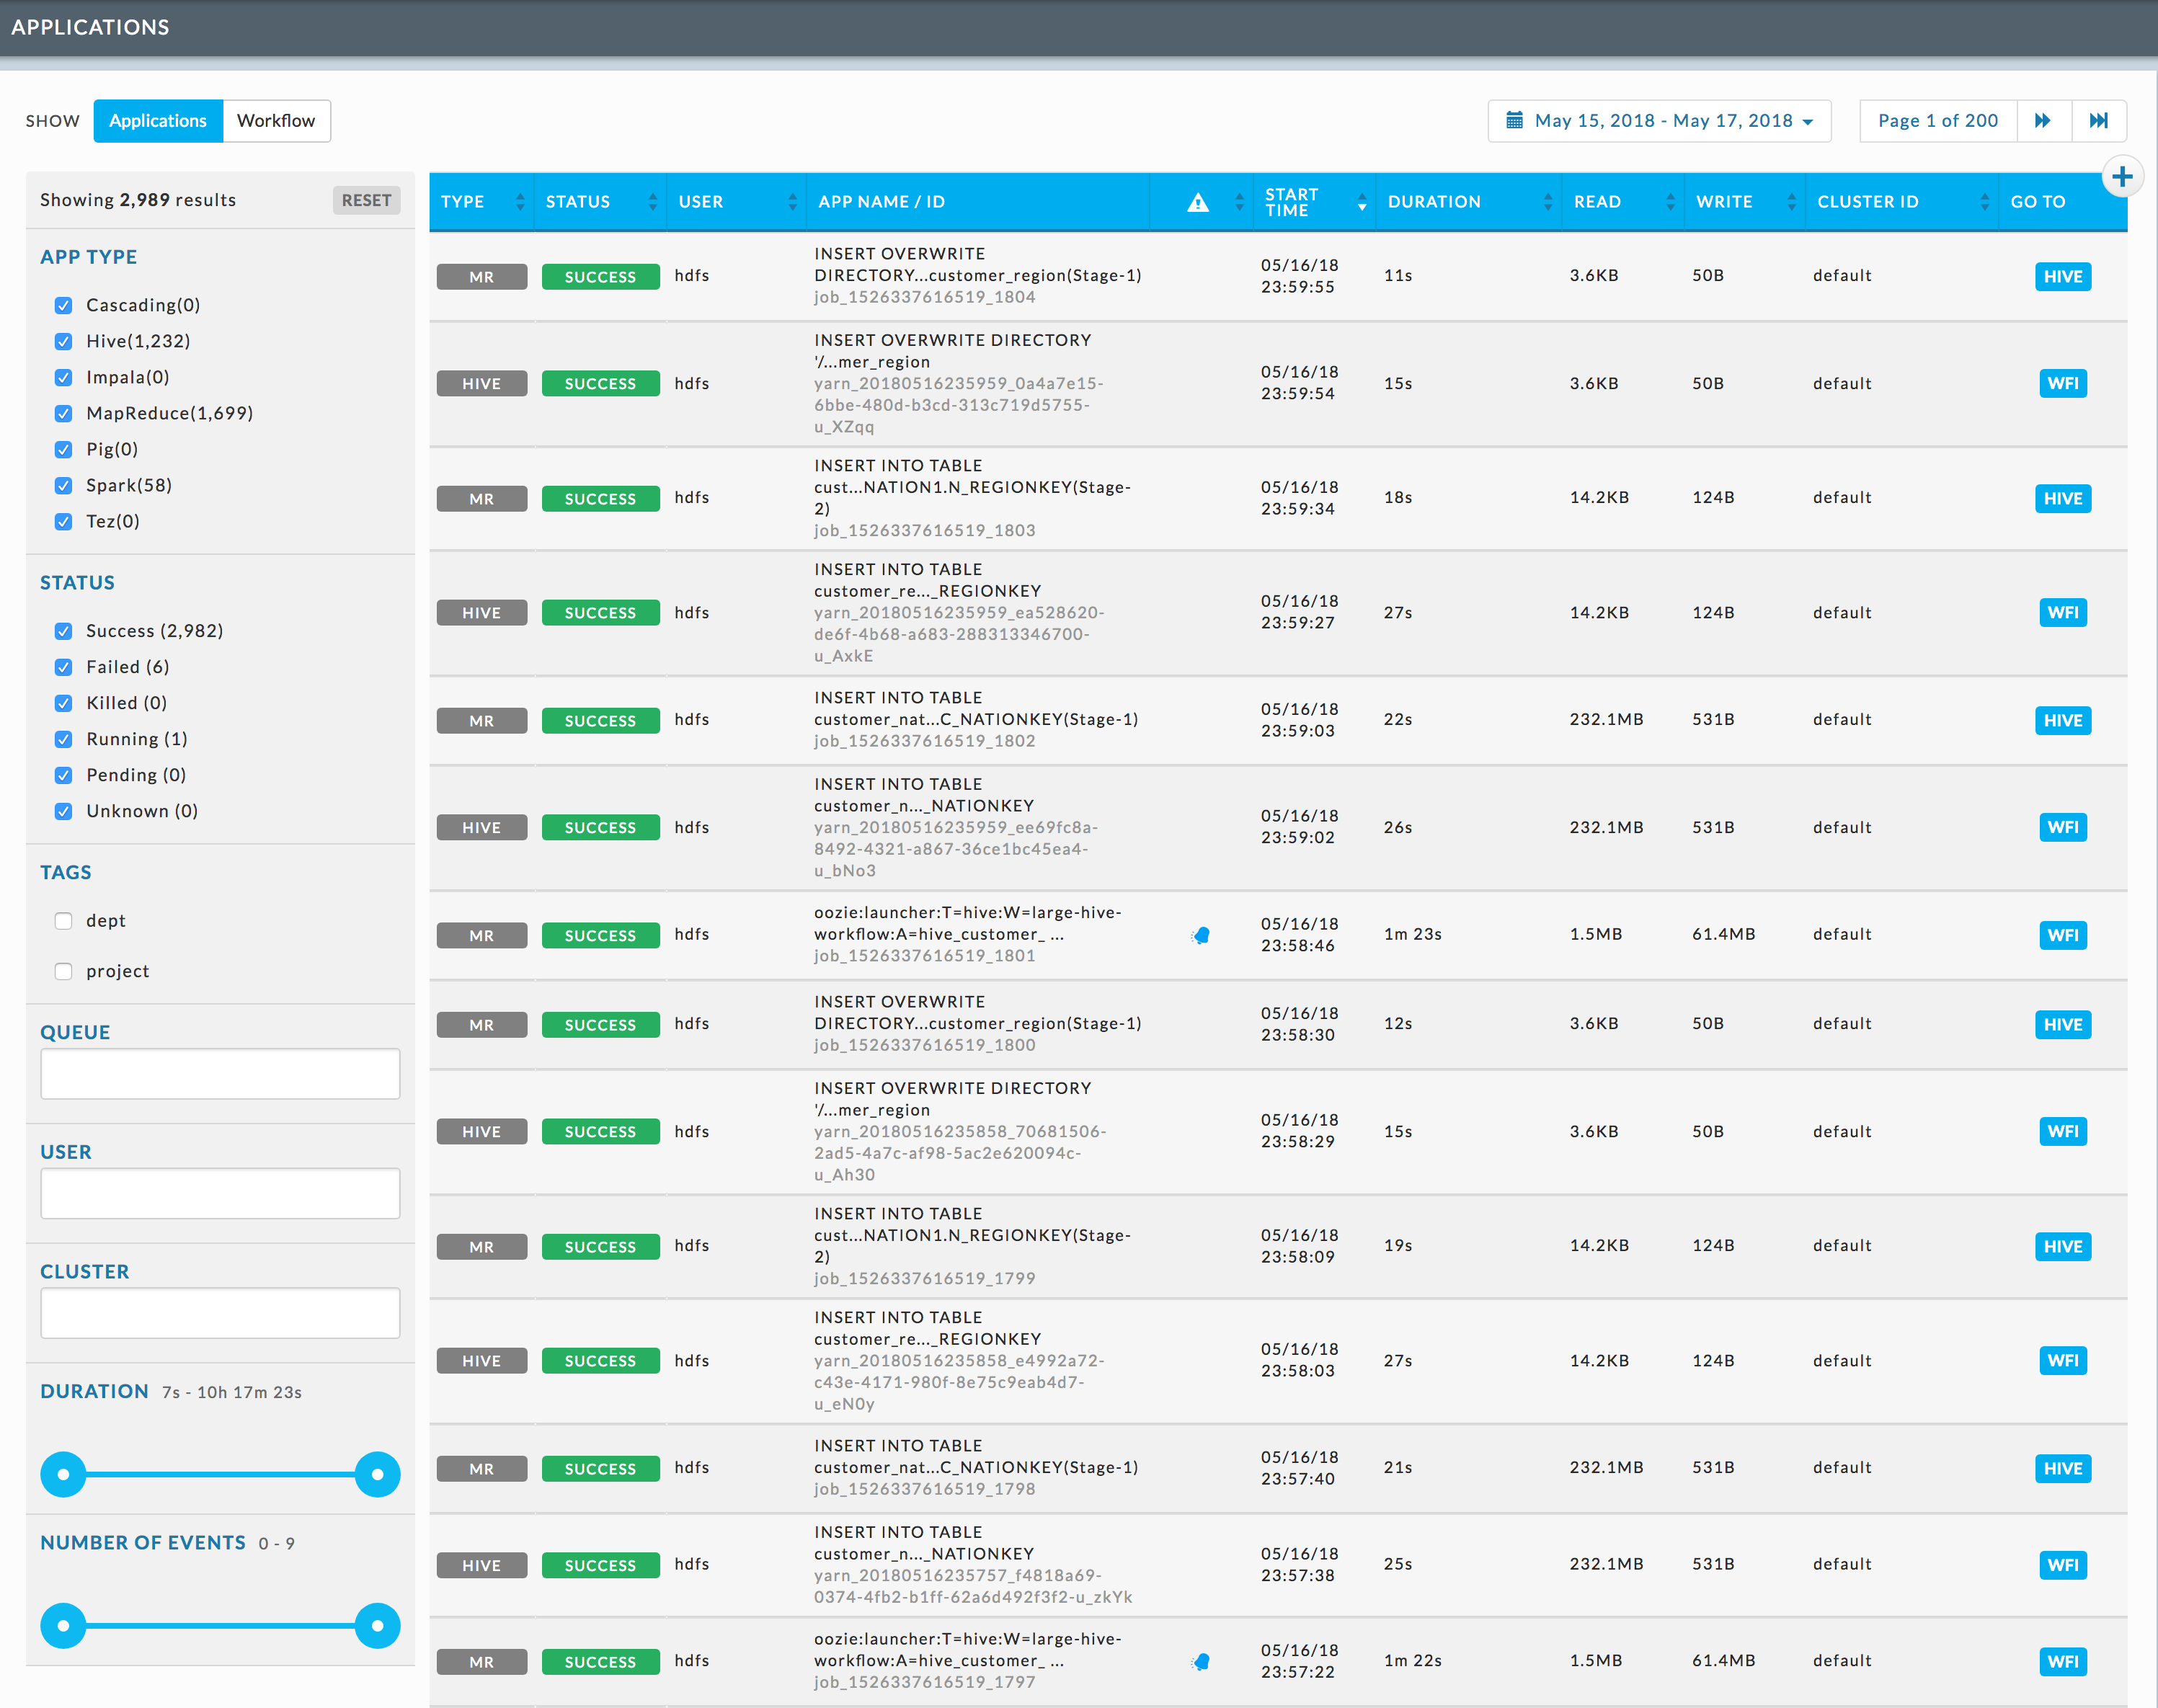 APPLICATIONS
SHOW Applications Workflow
May 15, 2018 - May 17, 2018
Page 1 of 200
Showing 2,989 results
RESET
APP TYPE
Cascading(0)
Hive(1,232)
Impala(0)
MapReduce(1,699)
Pig(0)
Spark(58)
Tez(0)
STATUS
Success (2,982)
Failed (6)
Killed (0)
Running (1)
Pending (0)
Unknown (0)
TAGS
dept
project
QUEUE
USER
CLUSTER
DURATION 7s - 10h 17m 23s
NUMBER OF EVENTS 0 - 9
TYPE STATUS USER APP NAME / ID START TIME DURATION READ WRITE CLUSTER ID GO TO
MR SUCCESS hdfs
INSERT OVERWRITE
DIRECTORY...customer_region(Stage-1)
job_1526337616519_1804
05/16/18
23:59:55
11s 3.6KB 50B default HIVE
HIVE SUCCESS hdfs
INSERT OVERWRITE DIRECTORY
'/...mer_region
yarn_20180516235959_0a4a7e15-
6bbe-480d-b3cd-313c719d5755-
u_XZqq
05/16/18
23:59:54
15s 3.6KB 50B default WFI
MR SUCCESS hdfs
INSERT INTO TABLE
cust...NATION1.N_REGIONKEY(Stage-
2)
job_1526337616519_1803
05/16/18
23:59:34
18s 14.2KB 124B default HIVE
HIVE SUCCESS hdfs
INSERT INTO TABLE
customer_re..._REGIONKEY
yarn_20180516235959_ea528620-
de6f-4b68-a683-288313346700-
u_AxkE
05/16/18
23:59:27
27s 14.2KB 124B default WFI
MR SUCCESS hdfs
INSERT INTO TABLE
customer_nat...C_NATIONKEY(Stage-1)
job_1526337616519_1802
05/16/18
23:59:03
22s 232.1MB 531B default HIVE
HIVE SUCCESS hdfs
INSERT INTO TABLE
customer_n..._NATIONKEY
yarn_20180516235959_ee69fc8a-
8492-4321-a867-36ce1bc45ea4-
u_bNo3
05/16/18
23:59:02
26s 232.1MB 531B default WFI
MR SUCCESS hdfs
oozie:launcher:T=hive:W=large-hive-
workflow:A=hive_customer_ ...
job_1526337616519_1801
05/16/18
23:58:46
1m 23s 1.5MB 61.4MB default WFI
MR SUCCESS hdfs
INSERT OVERWRITE
DIRECTORY...customer_region(Stage-1)
job_1526337616519_1800
05/16/18
23:58:30
12s 3.6KB 50B default HIVE
HIVE SUCCESS hdfs
INSERT OVERWRITE DIRECTORY
'/...mer_region
yarn_20180516235858_70681506-
2ad5-4a7c-af98-5ac2e620094c-
u_Ah30
05/16/18
23:58:29
15s 3.6KB 50B default WFI
MR SUCCESS hdfs
INSERT INTO TABLE
cust...NATION1.N_REGIONKEY(Stage-
2)
job_1526337616519_1799
05/16/18
23:58:09
19s 14.2KB 124B default HIVE
HIVE SUCCESS hdfs
INSERT INTO TABLE
customer_re..._REGIONKEY
yarn_20180516235858_e4992a72-
c43e-4171-980f-8e75c9eab4d7-
u_eN0y
05/16/18
23:58:03
27s 14.2KB 124B default WFI
MR SUCCESS hdfs
INSERT INTO TABLE
customer_nat...C_NATIONKEY(Stage-1)
job_1526337616519_1798
05/16/18
23:57:40
21s 232.1MB 531B default HIVE
HIVE SUCCESS hdfs
INSERT INTO TABLE
customer_n..._NATIONKEY
yarn_20180516235757_f4818a69-
0374-4fb2-b1ff-62a6d492f3f2-u_zkYk
05/16/18
23:57:38
25s 232.1MB 531B default WFI
MR SUCCESS hdfs
oozie:launcher:T=hive:W=large-hive-
workflow:A=hive_customer_ ...
job_1526337616519_1797
05/16/18
23:57:22
1m 22s 1.5MB 61.4MB default WFI